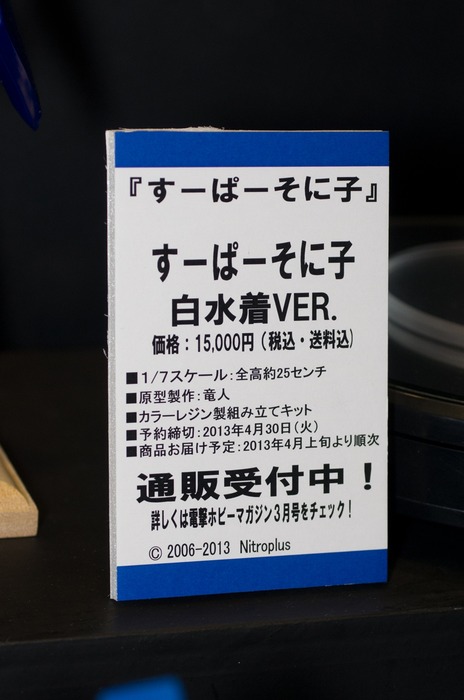 『すーぱーそに子』
すーぱーそに子
白水着VER.
価格：15,000円（税込・送料込）
■1/7スケール：全高約25センチ
■原型製作：竜人
■カラーレジン製組み立てキット
■予約締切：2013年4月30日（火）
■商品お届け予定：2013年4月上旬より順次
通販受付中！
詳しくは電撃ホビーマガジン3月号をチェック！
© 2006-2013 Nitroplus